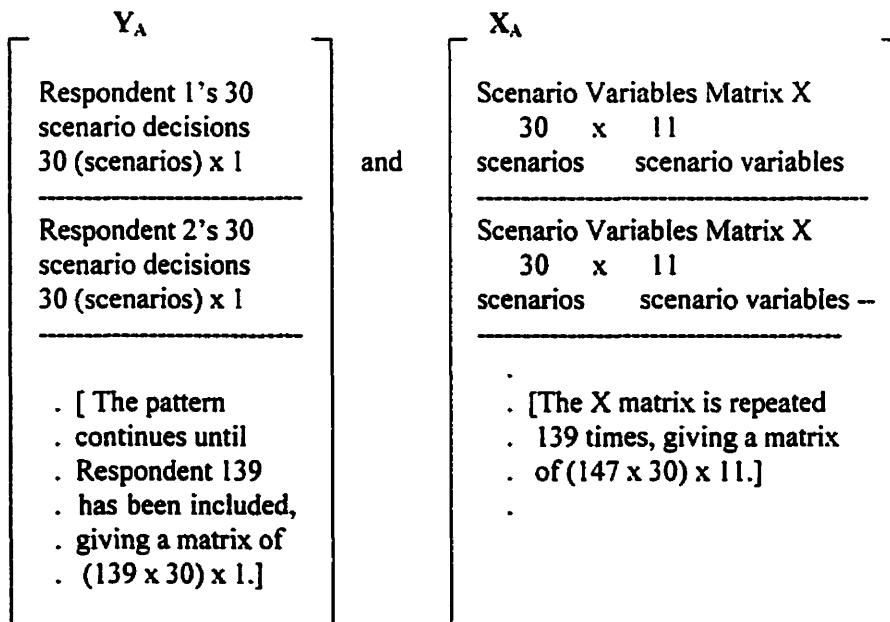 Y_A
Respondent 1's 30
scenario decisions
30 (scenarios) x 1
Respondent 2's 30
scenario decisions
30 (scenarios) x 1
. [ The pattern
. continues until
. Respondent 139
. has been included,
. giving a matrix of
. (139 x 30) x 1.]
and
X_A
Scenario Variables Matrix X
30 x 11
scenarios scenario variables
Scenario Variables Matrix X
30 x 11
scenarios scenario variables --
.
. [The X matrix is repeated
. 139 times, giving a matrix
. of (147 x 30) x 11.]
.